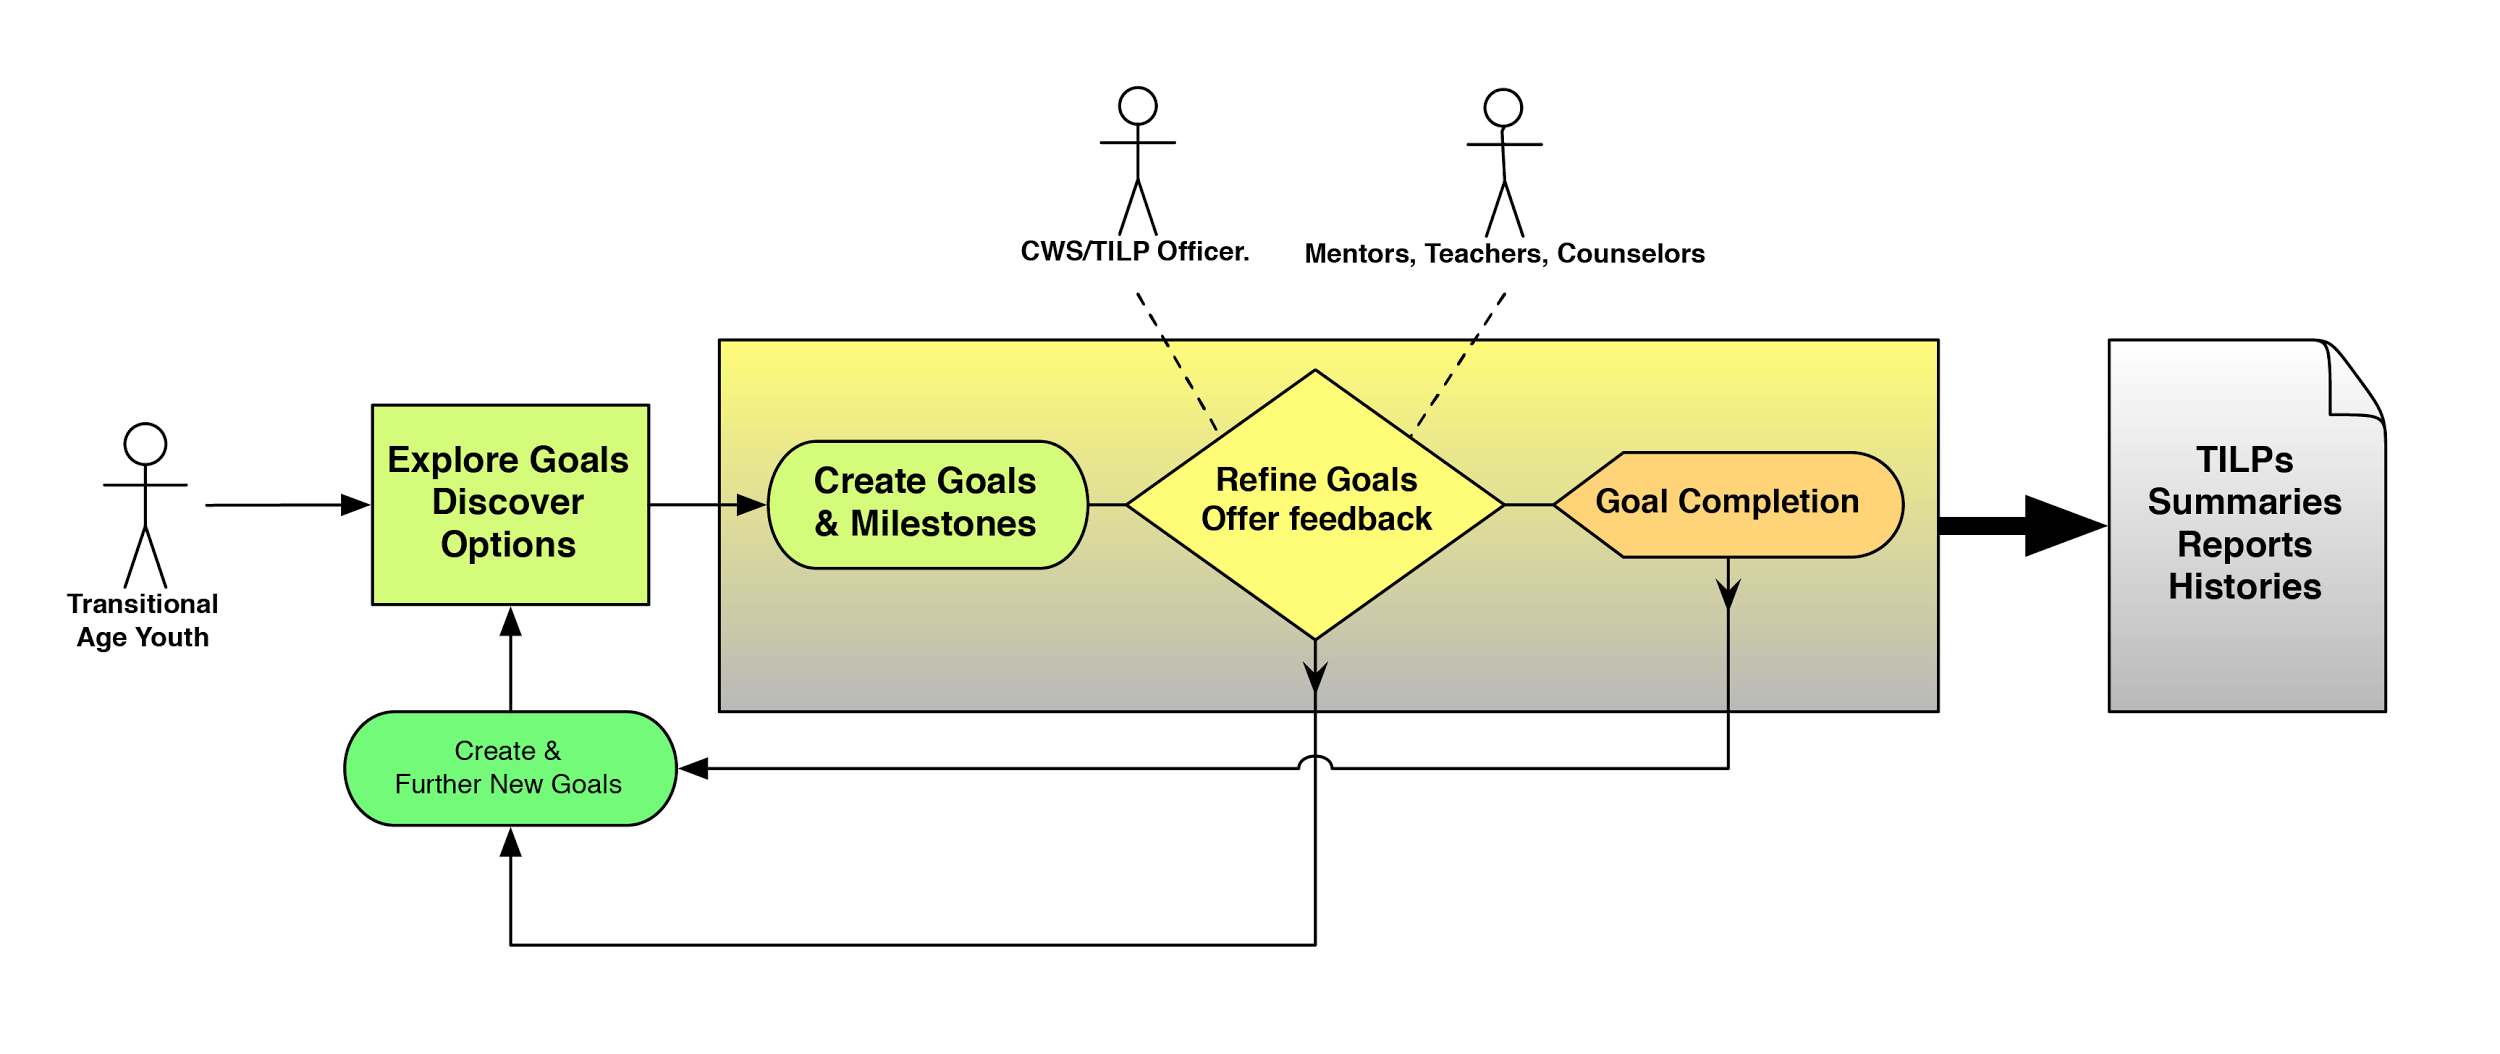 CWS/TILP Officer.
Mentors, Teachers, Counselors
Transitional
Age Youth
Explore Goals
Discover
Options
Create Goals
& Milestones
Refine Goals
Offer feedback
Goal Completion
TILPs
Summaries
Reports
Histories
Create &
Further New Goals